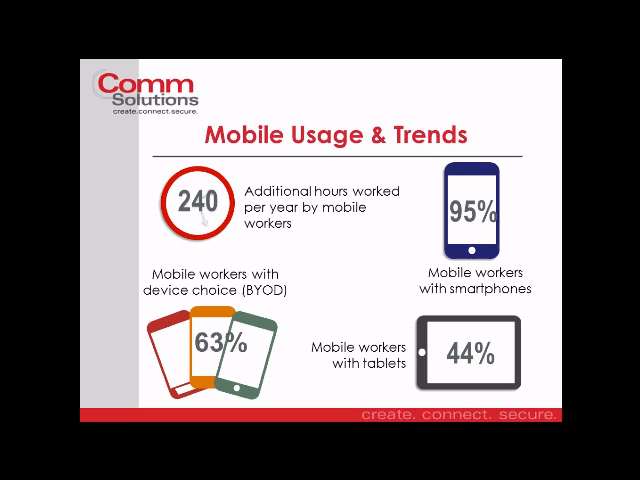 Comm
Solutions
create.connect.secure.
Mobile Usage & Trends
240
Additional hours worked
per year by mobile
workers
95%
Mobile workers
with smartphones
Mobile workers with
device choice (BYOD)
63%
Mobile workers
with tablets
44%
create. connect. secure.